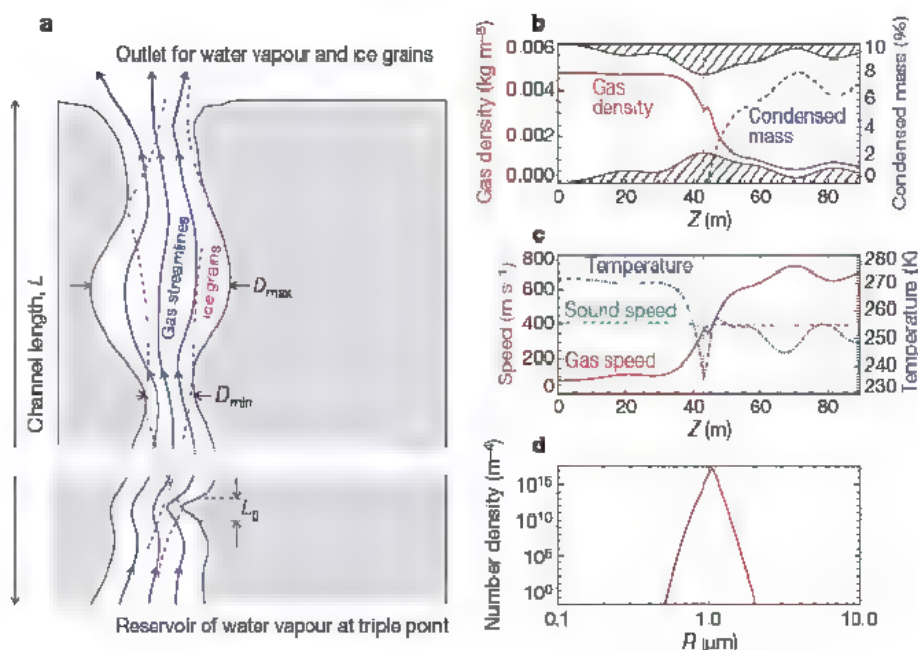 a
Outlet for water vapour and ice grains
Channel length, L
Gas streamlines
Ice grains
D max
D min
L 0
Reservoir of water vapour at triple point
b
Gas density (kg m⁻³)
0.006
0.004
0.002
0.000
Gas density
Condensed mass
10
8
6
4
2
0
Condensed mass (%)
0 20 40 60 80
Z (m)
c
Speed (m s⁻¹)
800
600
400
200
0
Temperature
Sound speed
Gas speed
280
270
260
250
240
230
Temperature (K)
0 20 40 60 80
Z (m)
d
Number density (m⁻⁴)
10¹⁵
10¹⁰
10⁵
10⁰
0.1 1.0 10.0
R (µm)